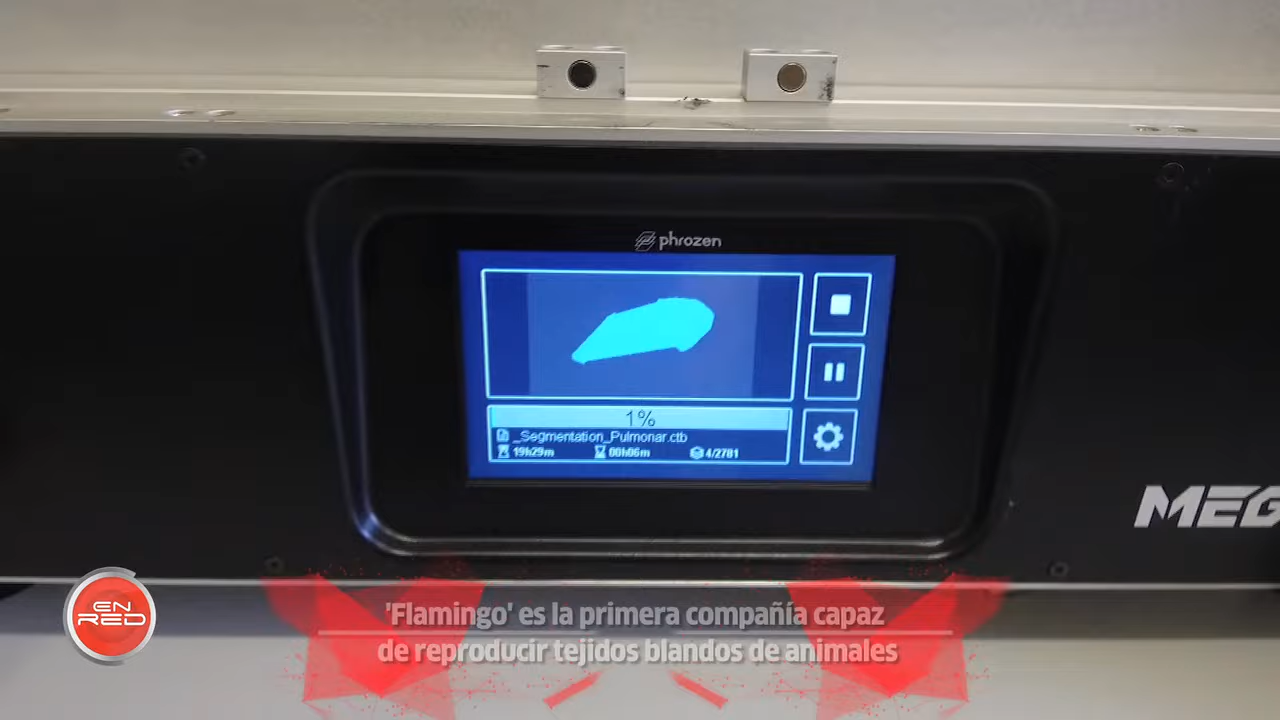 phrozen
1%
_Segmentation_Pulmonar.ctb
19h29m 00h06m 4/2781
MEG
EN
RED
'Flamingo' es la primera compañía capaz
de reproducir tejidos blandos de animales